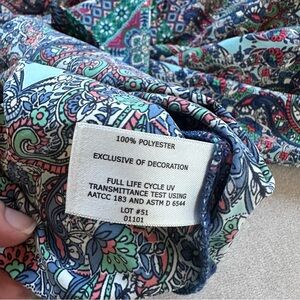 100% POLYESTER
EXCLUSIVE OF DECORATION
FULL LIFE CYCLE UV
TRANSMITTANCE TEST USING
AATCC 183 AND ASTM D 6544
LOT #51
01101